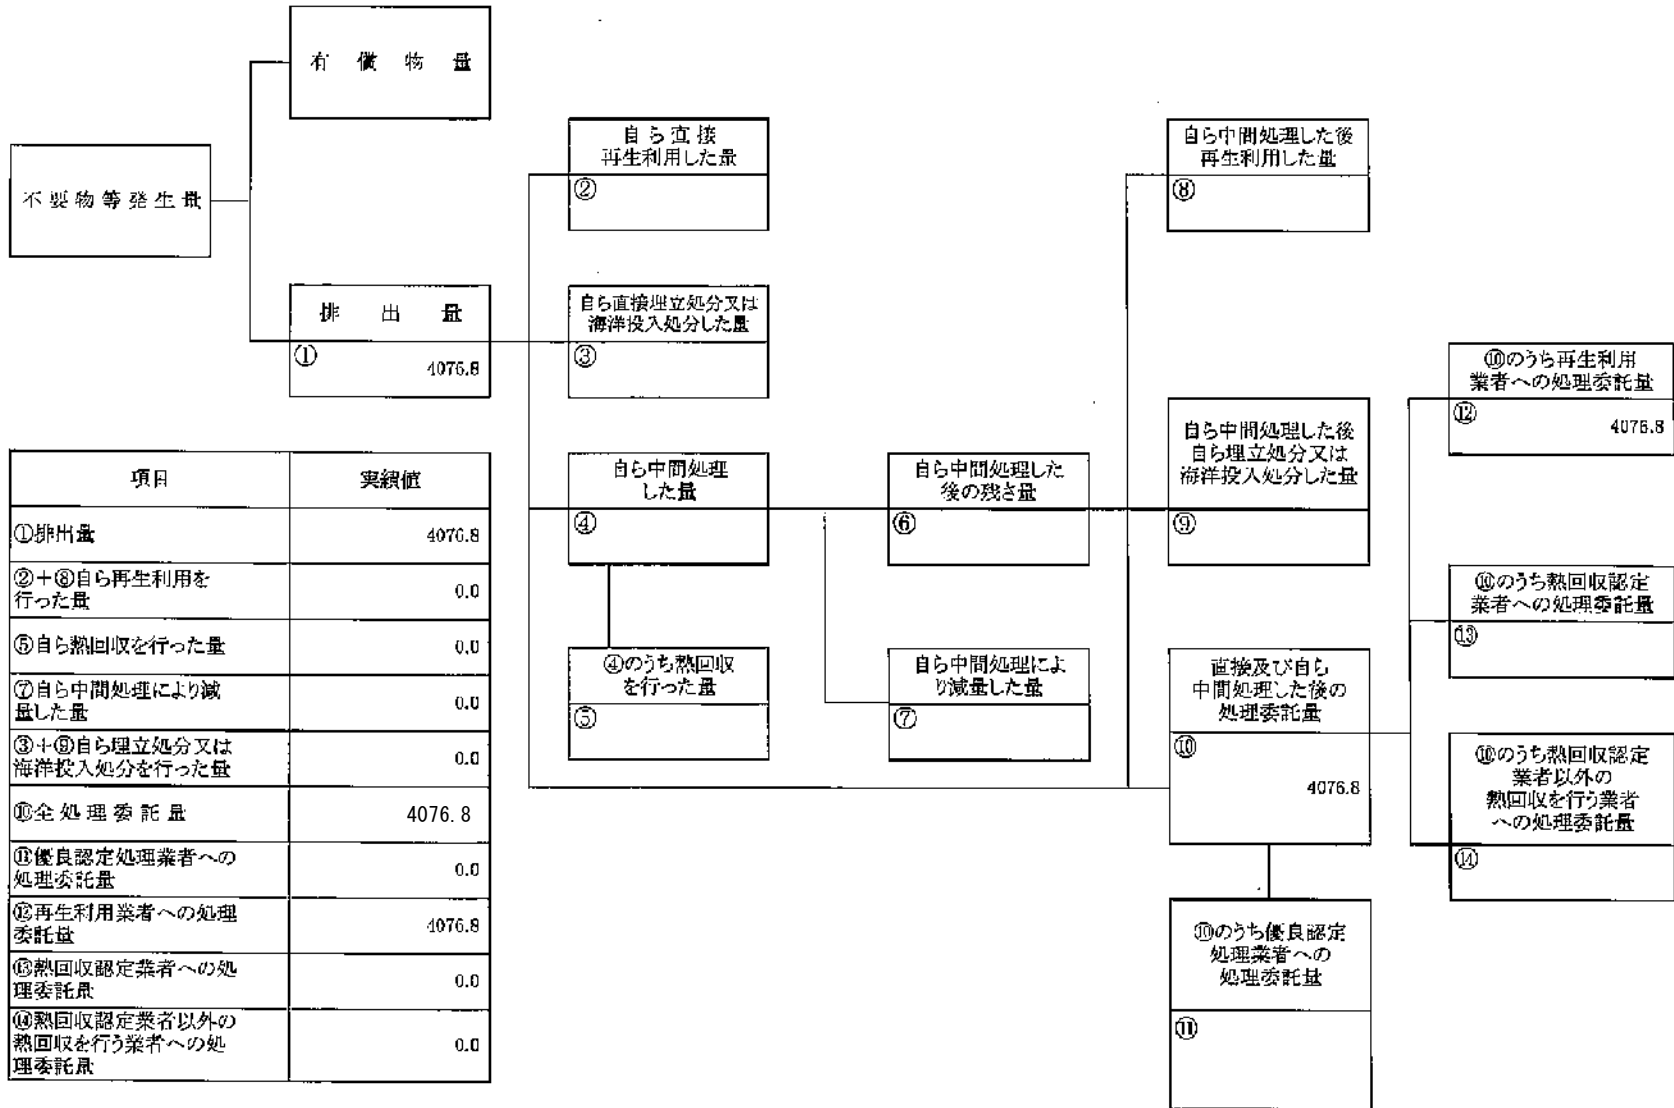 有償物量
不要物等発生量
排出量
①
4076.8
自ら直接
再生利用した量
②
自ら直接埋立処分又は
海洋投入処分した量
③
自ら中間処理
した量
④
④のうち熱回収
を行った量
⑤
自ら中間処理した
後の残さ量
⑥
自ら中間処理によ
り減量した量
⑦
自ら中間処理した後
再生利用した量
⑧
自ら中間処理した後
自ら埋立処分又は
海洋投入処分した量
⑨
直接及び自ら
中間処理した後の
処理委託量
⑩
4076.8
⑩のうち優良認定
処理業者への
処理委託量
⑪
⑩のうち再生利用
業者への処理委託量
⑫
4076.8
⑩のうち熱回収認定
業者への処理委託量
⑬
⑩のうち熱回収認定
業者以外の
熱回収を行う業者
への処理委託量
⑭
項目 実績値
①排出量 4076.8
②+⑧自ら再生利用を
行った量 0.0
⑤自ら熱回収を行った量 0.0
⑦自ら中間処理により減
量した量 0.0
③+⑨自ら埋立処分又は
海洋投入処分を行った量 0.0
⑩全処理委託量 4076.8
⑪優良認定処理業者への
処理委託量 0.0
⑫再生利用業者への処理
委託量 4076.8
⑬熱回収認定業者への処
理委託量 0.0
⑭熱回収認定業者以外の
熱回収を行う業者への処
理委託量 0.0